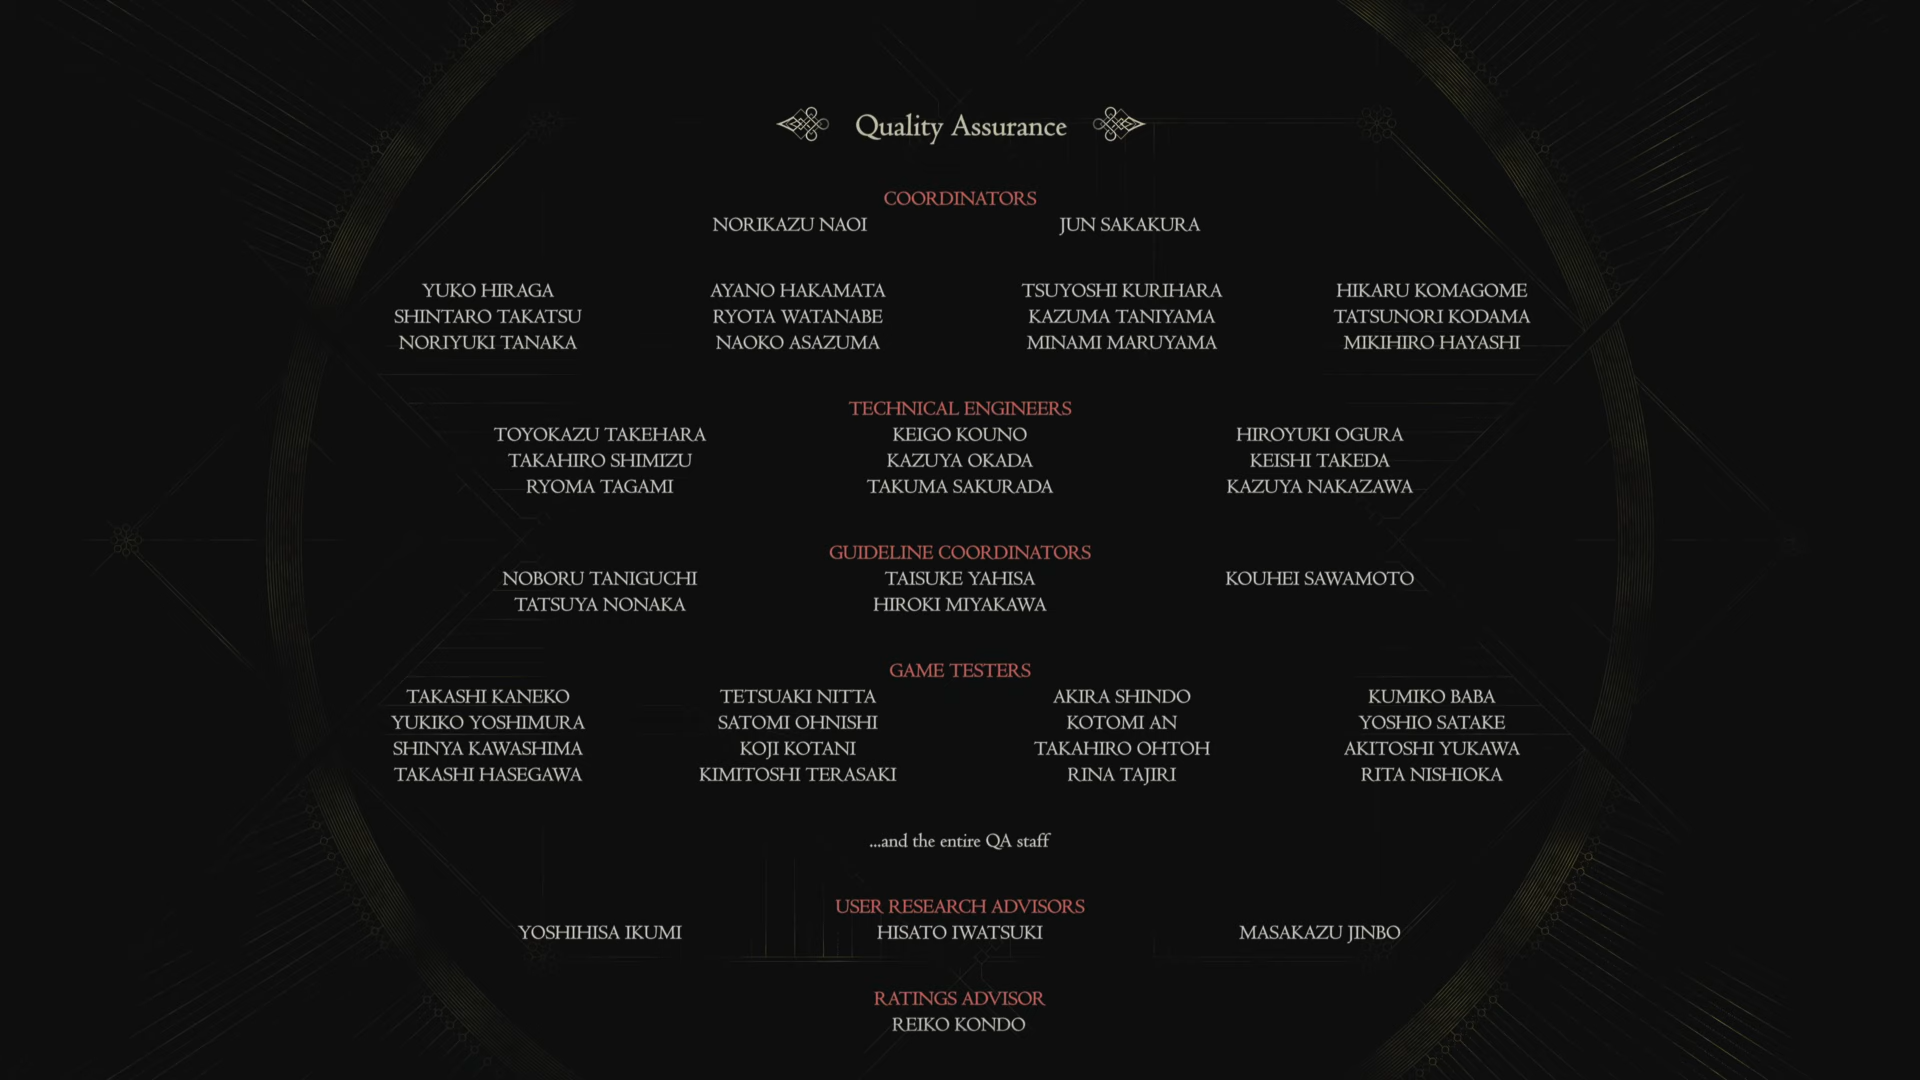 Quality Assurance
COORDINATORS
NORIKAZU NAOI JUN SAKAKURA
YUKO HIRAGA AYANO HAKAMATA TSUYOSHI KURIHARA HIKARU KOMAGOME
SHINTARO TAKATSU RYOTA WATANABE KAZUMA TANIYAMA TATSUNORI KODAMA
NORIYUKI TANAKA NAOKO ASAZUMA MINAMI MARUYAMA MIKIHIRO HAYASHI
TECHNICAL ENGINEERS
TOYOKAZU TAKEHARA KEIGO KOUNO HIROYUKI OGURA
TAKAHIRO SHIMIZU KAZUYA OKADA KEISHI TAKEDA
RYOMA TAGAMI TAKUMA SAKURADA KAZUYA NAKAZAWA
GUIDELINE COORDINATORS
NOBORU TANIGUCHI TAISUKE YAHISA KOUHEI SAWAMOTO
TATSUYA NONAKA HIROKI MIYAKAWA
GAME TESTERS
TAKASHI KANEKO TETSUAKI NITTA AKIRA SHINDO KUMIKO BABA
YUKIKO YOSHIMURA SATOMI OHNISHI KOTOMI AN YOSHIO SATAKE
SHINYA KAWASHIMA KOJI KOTANI TAKAHIRO OHTOH AKITOSHI YUKAWA
TAKASHI HASEGAWA KIMITOSHI TERASAKI RINA TAJIRI RITA NISHIOKA
...and the entire QA staff
USER RESEARCH ADVISORS
YOSHIHISA IKUMI HISATO IWATSUKI MASAKAZU JINBO
RATINGS ADVISOR
REIKO KONDO